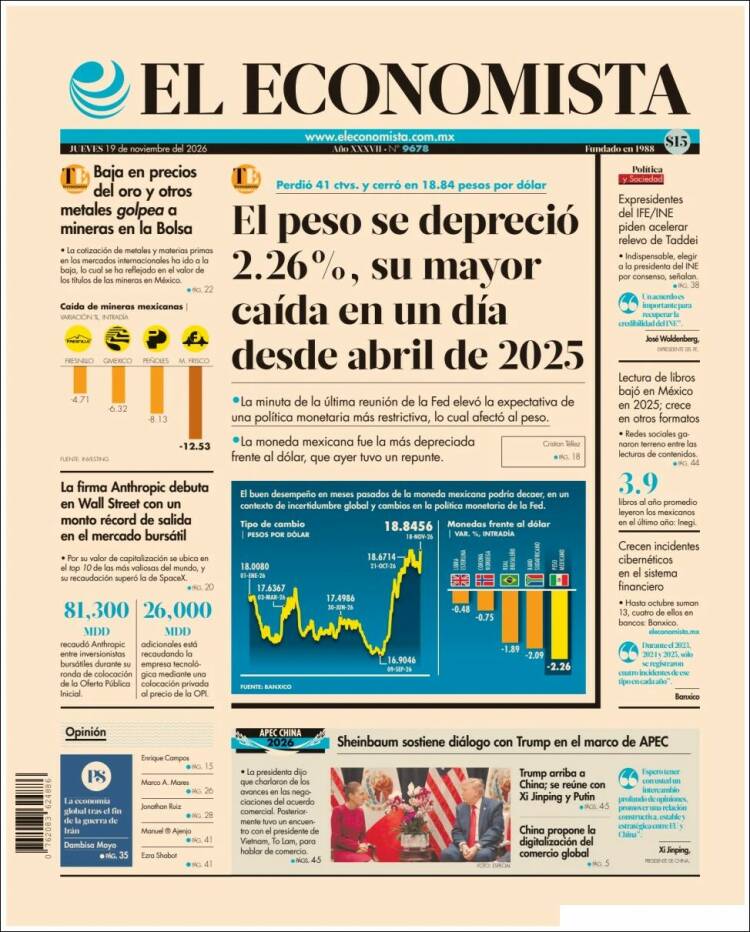 EL ECONOMISTA
www.eleconomista.com.mx
JUEVES 19 de noviembre del 2026
Año XXXVII • N° 9678
Fundado en 1988
$15
TE
Baja en precios
del oro y otros
metales golpea a
mineras en la Bolsa
• La cotización de metales y materias primas
en los mercados internacionales ha ido a la
baja, lo cual se ha reflejado en el valor de
los títulos de las mineras en México.
● PÁG. 22
Caída de mineras mexicanas |
VARIACIÓN %, INTRADÍA
FRESNILLO
GMEXICO
PEÑOLES
M. FRISCO
-4.71
-6.32
-8.13
-12.53
FUENTE: INVESTING
La firma Anthropic debuta
en Wall Street con un
monto récord de salida
en el mercado bursátil
• Por su valor de capitalización se ubica en
el top 10 de las más valiosas del mundo, y
su recaudación superó la de SpaceX.
● PÁG. 20
81,300
MDD
recaudó Anthropic
entre inversionistas
bursátiles durante su
ronda de colocación
de la Oferta Pública
Inicial.
26,000
MDD
adicionales está
recaudando la
empresa tecnoló-
gica mediante una
colocación privada
al precio de la OPI.
TE
Perdió 41 ctvs. y cerró en 18.84 pesos por dólar
El peso se depreció
2.26%, su mayor
caída en un día
desde abril de 2025
● La minuta de la última reunión de la Fed elevó la expectativa de
una política monetaria más restrictiva, lo cual afectó al peso.
● La moneda mexicana fue la más depreciada
frente al dólar, que ayer tuvo un repunte.
Cristian Téllez
● PÁG. 18
El buen desempeño en meses pasados de la moneda mexicana podría decaer, en un
contexto de incertidumbre global y cambios en la política monetaria de la Fed.
Tipo de cambio
| PESOS POR DÓLAR
18.0080
01-ENE-26
17.6367
03-MAR-26
17.4986
30-JUN-26
18.6714
21-OCT-26
18.8456
18-NOV-26
16.9046
09-SEP-26
FUENTE: BANXICO
Monedas frente al dólar
| VAR. %, INTRADÍA
LIBRA ESTERLINA
CORONA NORUEGA
REAL BRASILEÑO
RAND SUDAFRICANO
PESO MEXICANO
-0.48
-0.75
-1.89
-2.09
-2.26
Política
y Sociedad
Expresidentes
del IFE/INE
piden acelerar
relevo de Taddei
• Indispensable, elegir
a la presidenta del INE
por consenso, señalan.
● PÁG. 38
Un acuerdo es
importante para
recuperar la
credibilidad del INE".
José Woldenberg,
EXPRESIDENTE DEL IFE.
Lectura de libros
bajó en México
en 2025; crece
en otros formatos
• Redes sociales ga-
naron terreno entre las
lecturas de contenidos.
● PÁG. 44
3.9
libros al año promedio
leyeron los mexicanos
en el último año: Inegi.
Crecen incidentes
cibernéticos
en el sistema
financiero
• Hasta octubre suman
13, cuatro de ellos en
bancos: Banxico.
eleconomista.mx
Durante el 2023,
2024 y 2025, sólo
se registraron
cuatro incidentes de ese
tipo en cada año".
Banxico
Opinión
PS
La economía
global tras el fin
de la guerra de
Irán
Dambisa Moyo
● PÁG. 35
Enrique Campos
● PÁG. 15
Marco A. Mares
● PÁG. 26
Jonathan Ruiz
● PÁG. 28
Manuel ® Ajenjo
● PÁG. 41
Ezra Shabot
● PÁG. 41
0 762083 624886
APEC CHINA
2026
Sheinbaum sostiene diálogo con Trump en el marco de APEC
• La presidenta dijo
que charlaron de los
avances en las nego-
ciaciones del acuerdo
comercial. Posterior-
mente tuvo un encuen-
tro con el presidente de
Vietnam, To Lam, para
hablar de comercio.
● PÁGS. 4-5
FOTO: ESPECIAL
Trump arriba a
China; se reúne con
Xi Jinping y Putin
● PÁGS. 4-5
China propone la
digitalización del
comercio global
● PÁG. 5
Espero tener
con usted un
intercambio
profundo de opiniones,
promover una relación
constructiva, estable y
estratégica entre EU y
China".
Xi Jinping,
PRESIDENTE DE CHINA.